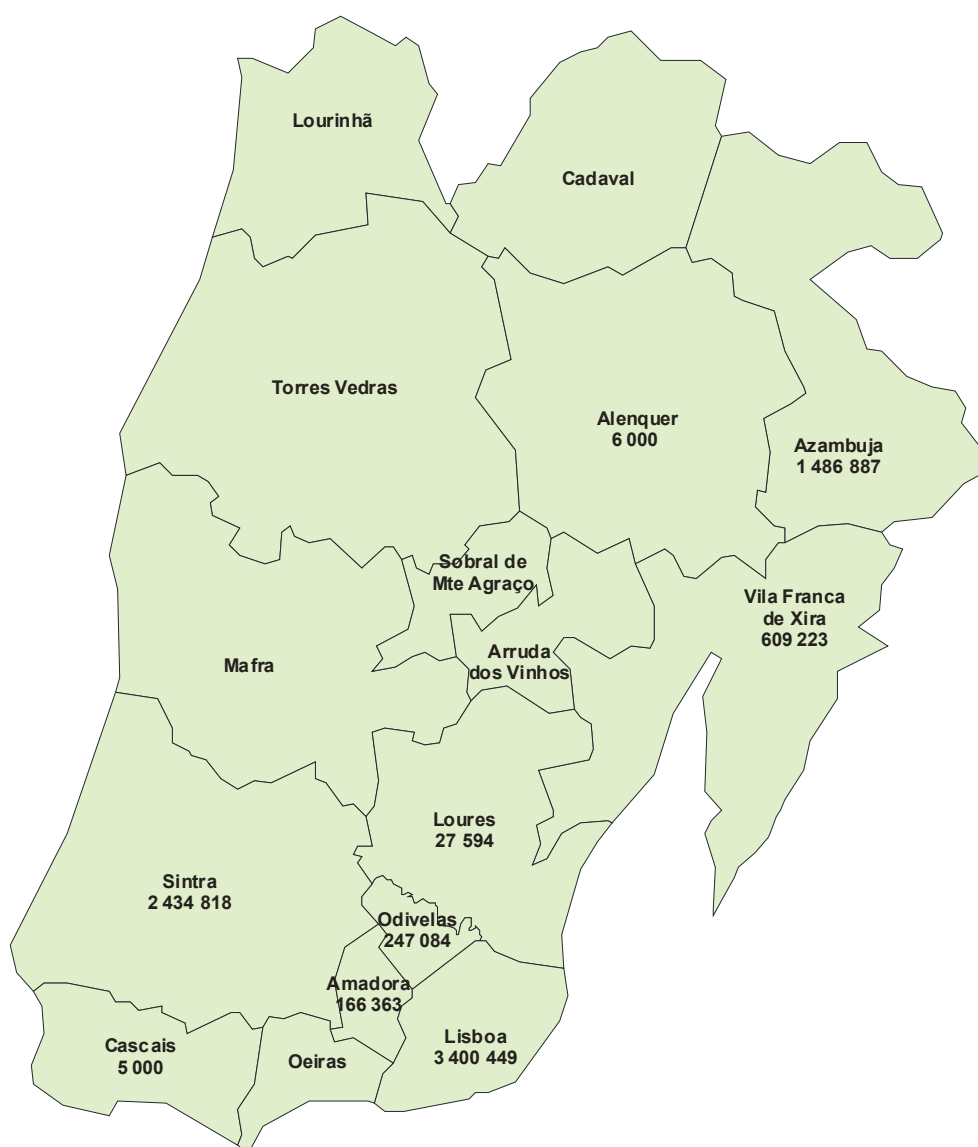 Lourinhã
Cadaval
Torres Vedras
Alenquer
6 000
Azambuja
1 486 887
Sobral de
Mte Agraço
Vila Franca
de Xira
609 223
Arruda
dos Vinhos
Mafra
Loures
27 594
Sintra
2 434 818
Odivelas
247 084
Amadora
166 363
Lisboa
3 400 449
Cascais
5 000
Oeiras